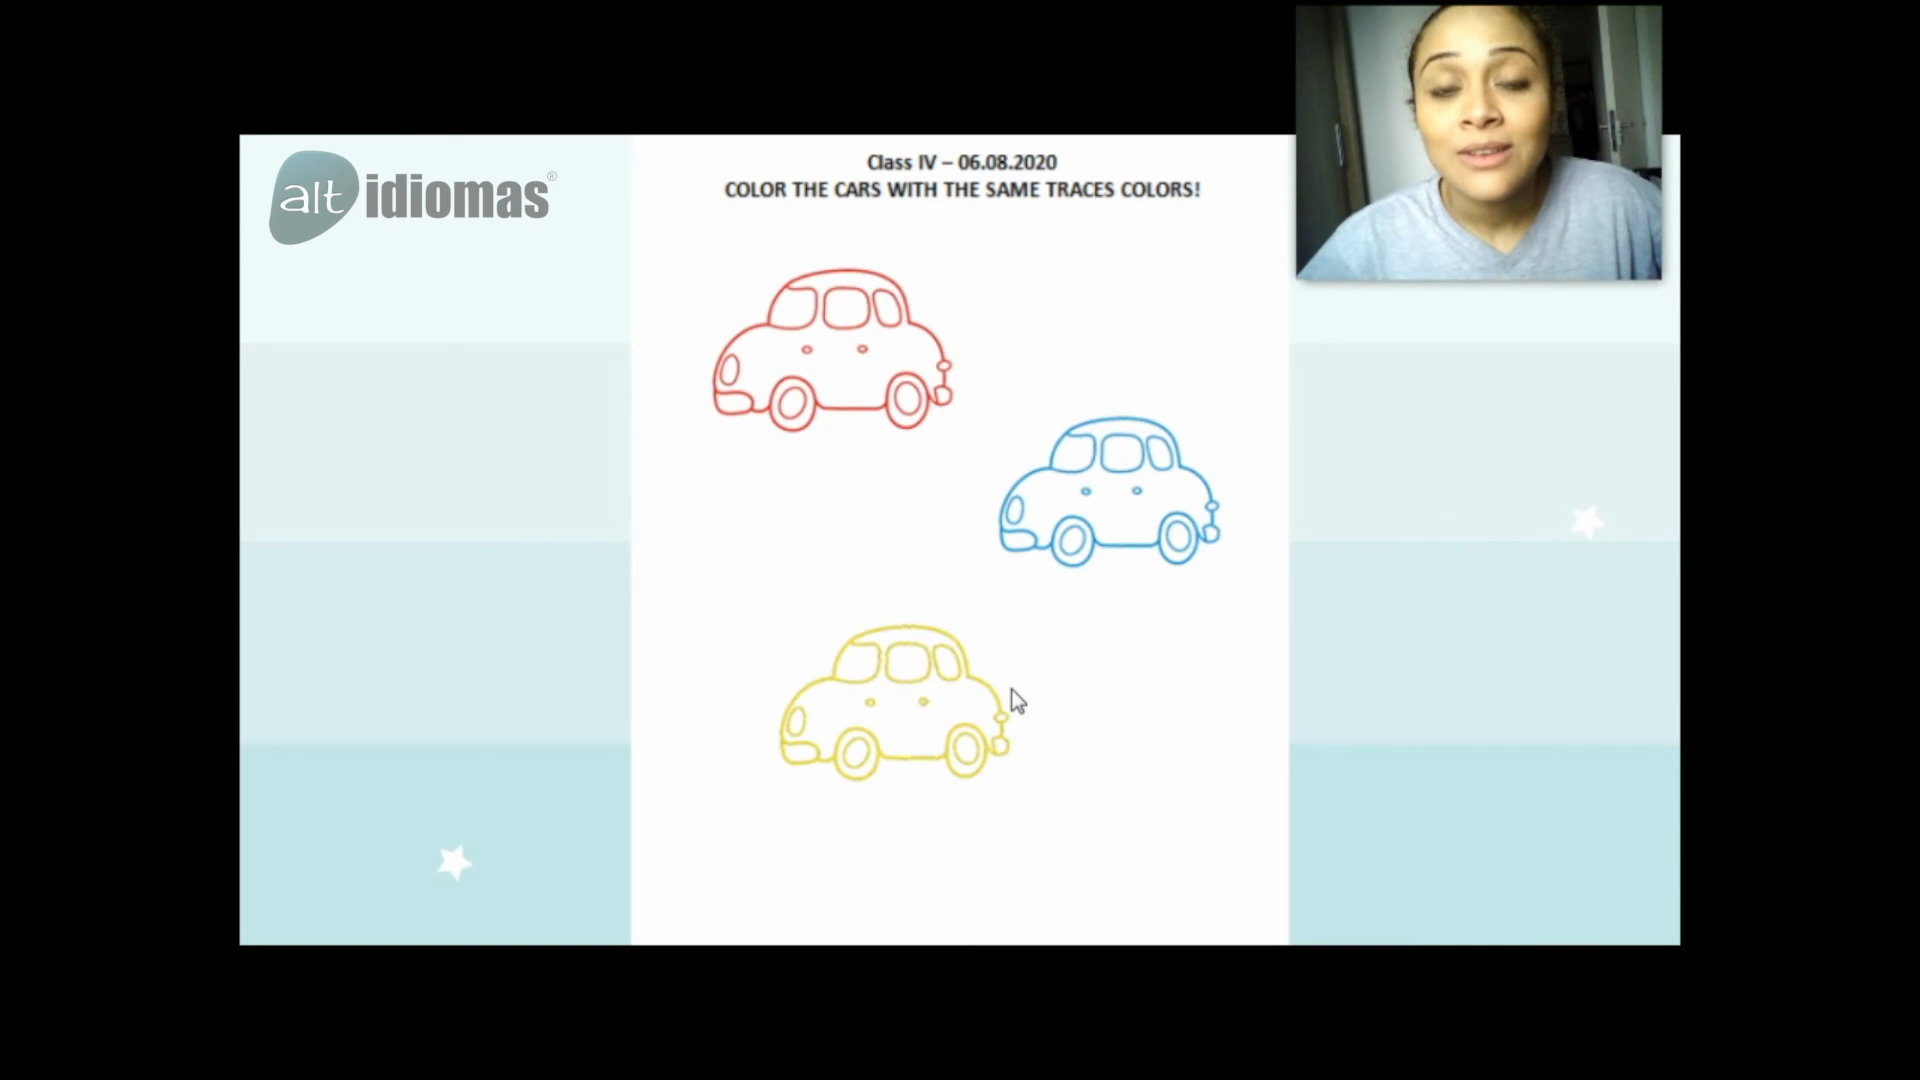 alt idiomas®
Class IV – 06.08.2020
COLOR THE CARS WITH THE SAME TRACES COLORS!